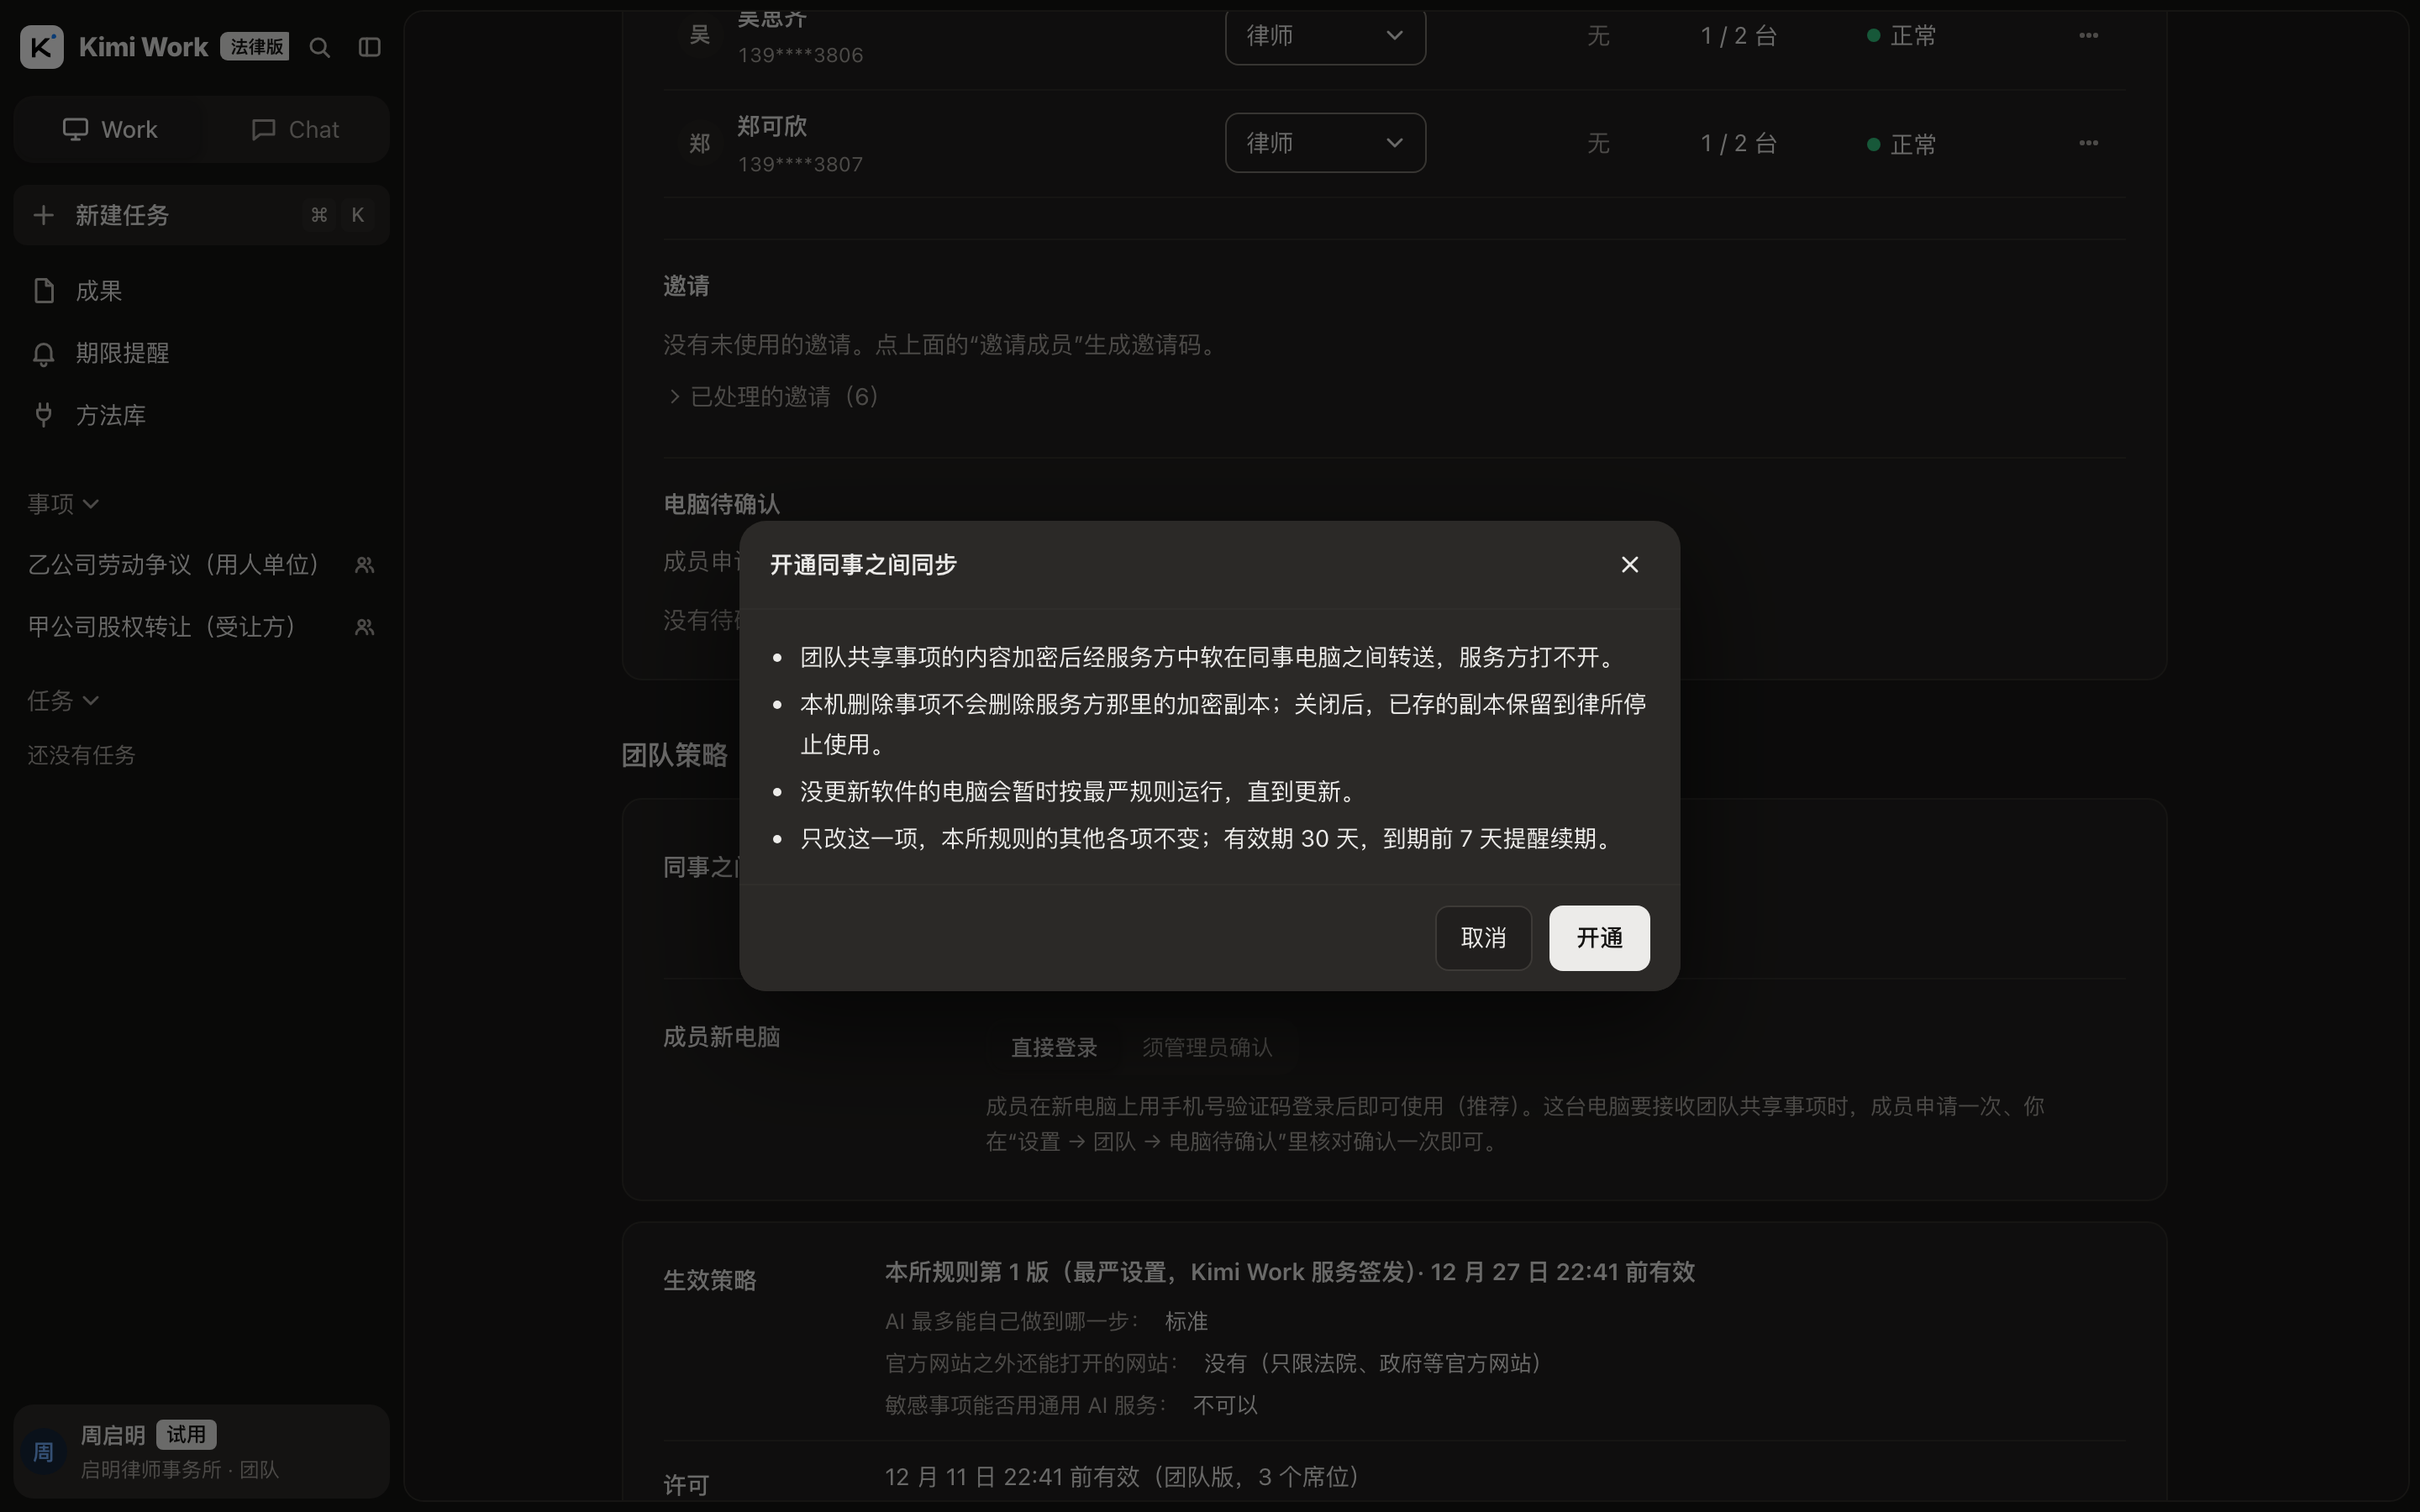 Kimi Work 法律版
Work
Chat
新建任务 ⌘ K
成果
期限提醒
方法库
事项
乙公司劳动争议（用人单位）
甲公司股权转让（受让方）
任务
还没有任务
周 周启明 试用
启明律师事务所 · 团队
吴 吴思齐
139****3806
律师 无 1 / 2 台 正常
郑 郑可欣
139****3807
律师 无 1 / 2 台 正常
邀请
没有未使用的邀请。点上面的“邀请成员”生成邀请码。
已处理的邀请（6）
电脑待确认
成员申
没有待
开通同事之间同步
团队共享事项的内容加密后经服务方中软在同事电脑之间转送，服务方打不开。
本机删除事项不会删除服务方那里的加密副本；关闭后，已存的副本保留到律所停
止使用。
没更新软件的电脑会暂时按最严规则运行，直到更新。
只改这一项，本所规则的其他各项不变；有效期 30 天，到期前 7 天提醒续期。
取消 开通
团队策略
同事之
成员新电脑
直接登录 须管理员确认
成员在新电脑上用手机号验证码登录后即可使用（推荐）。这台电脑要接收团队共享事项时，成员申请一次、你
在“设置 → 团队 → 电脑待确认”里核对确认一次即可。
生效策略
本所规则第 1 版（最严设置，Kimi Work 服务签发）· 12 月 27 日 22:41 前有效
AI 最多能自己做到哪一步： 标准
官方网站之外还能打开的网站： 没有（只限法院、政府等官方网站）
敏感事项能否用通用 AI 服务： 不可以
许可
12 月 11 日 22:41 前有效（团队版，3 个席位）